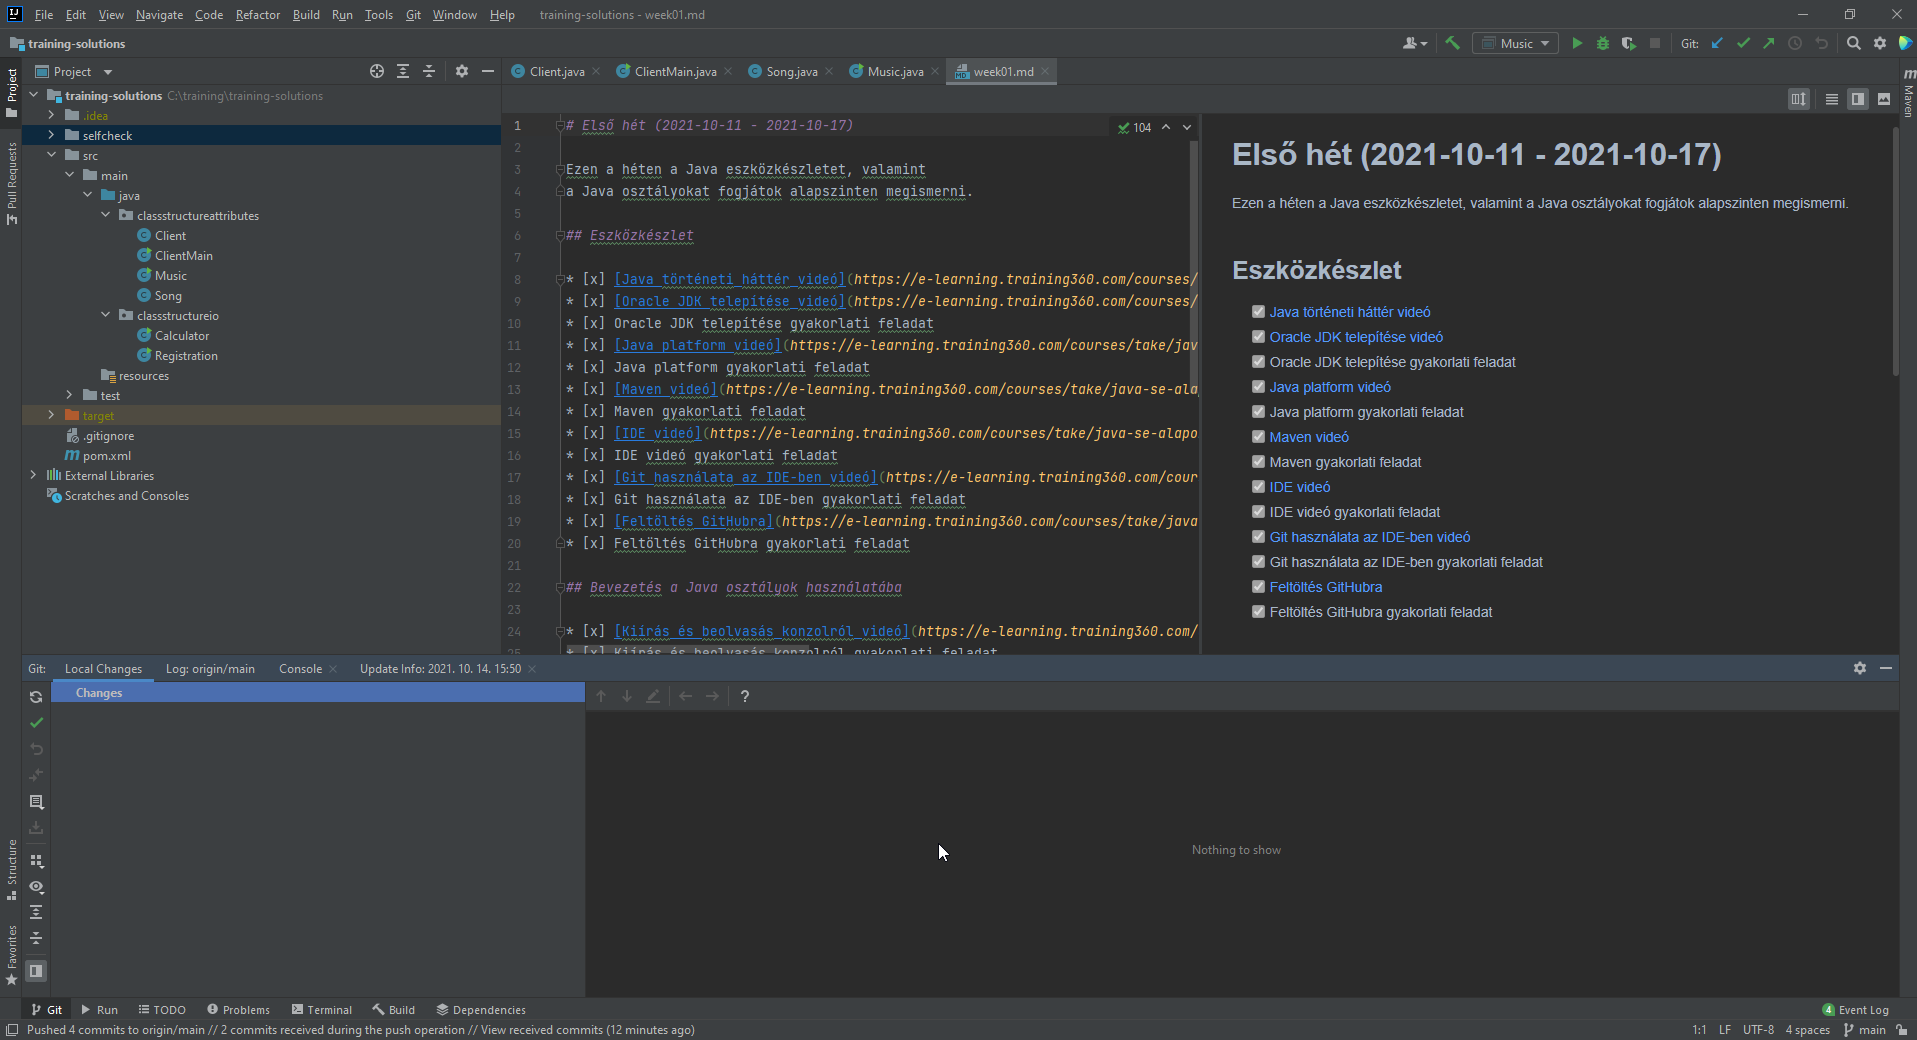 File Edit View Navigate Code Refactor Build Run Tools Git Window Help training-solutions - week01.md
training-solutions
Music
Git:
Project
Client.java
ClientMain.java
Song.java
Music.java
week01.md
Project
Pull Requests
Structure
Favorites
Maven
training-solutions C:\training\training-solutions
.idea
selfcheck
src
main
java
classstructureattributes
Client
ClientMain
Music
Song
classstructureio
Calculator
Registration
resources
test
target
.gitignore
pom.xml
External Libraries
Scratches and Consoles
104
1 # Első hét (2021-10-11 - 2021-10-17)
2
3 Ezen a héten a Java eszközkészletet, valamint
4 a Java osztályokat fogjátok alapszinten megismerni.
5
6 ## Eszközkészlet
7
8 * [x] [Java történeti háttér videó](https://e-learning.training360.com/courses/
9 * [x] [Oracle JDK telepítése videó](https://e-learning.training360.com/courses/
10 * [x] Oracle JDK telepítése gyakorlati feladat
11 * [x] [Java platform videó](https://e-learning.training360.com/courses/take/jav
12 * [x] Java platform gyakorlati feladat
13 * [x] [Maven videó](https://e-learning.training360.com/courses/take/java-se-ala
14 * [x] Maven gyakorlati feladat
15 * [x] [IDE videó](https://e-learning.training360.com/courses/take/java-se-alapo
16 * [x] IDE videó gyakorlati feladat
17 * [x] [Git használata az IDE-ben videó](https://e-learning.training360.com/cour
18 * [x] Git használata az IDE-ben gyakorlati feladat
19 * [x] [Feltöltés GitHubra](https://e-learning.training360.com/courses/take/java
20 * [x] Feltöltés GitHubra gyakorlati feladat
21
22 ## Bevezetés a Java osztályok használatába
23
24 * [x] [Kiírás és beolvasás konzolról videó](https://e-learning.training360.com/
25 * [x] Kiírás és beolvasás konzolról gyakorlati feladat
Első hét (2021-10-11 - 2021-10-17)
Ezen a héten a Java eszközkészletet, valamint a Java osztályokat fogjátok alapszinten megismerni.
Eszközkészlet
Java történeti háttér videó
Oracle JDK telepítése videó
Oracle JDK telepítése gyakorlati feladat
Java platform videó
Java platform gyakorlati feladat
Maven videó
Maven gyakorlati feladat
IDE videó
IDE videó gyakorlati feladat
Git használata az IDE-ben videó
Git használata az IDE-ben gyakorlati feladat
Feltöltés GitHubra
Feltöltés GitHubra gyakorlati feladat
Git: Local Changes Log: origin/main Console Update Info: 2021. 10. 14. 15:50
Changes
?
Nothing to show
Git Run TODO Problems Terminal Build Dependencies 4 Event Log
Pushed 4 commits to origin/main // 2 commits received during the push operation // View received commits (12 minutes ago) 1:1 LF UTF-8 4 spaces main